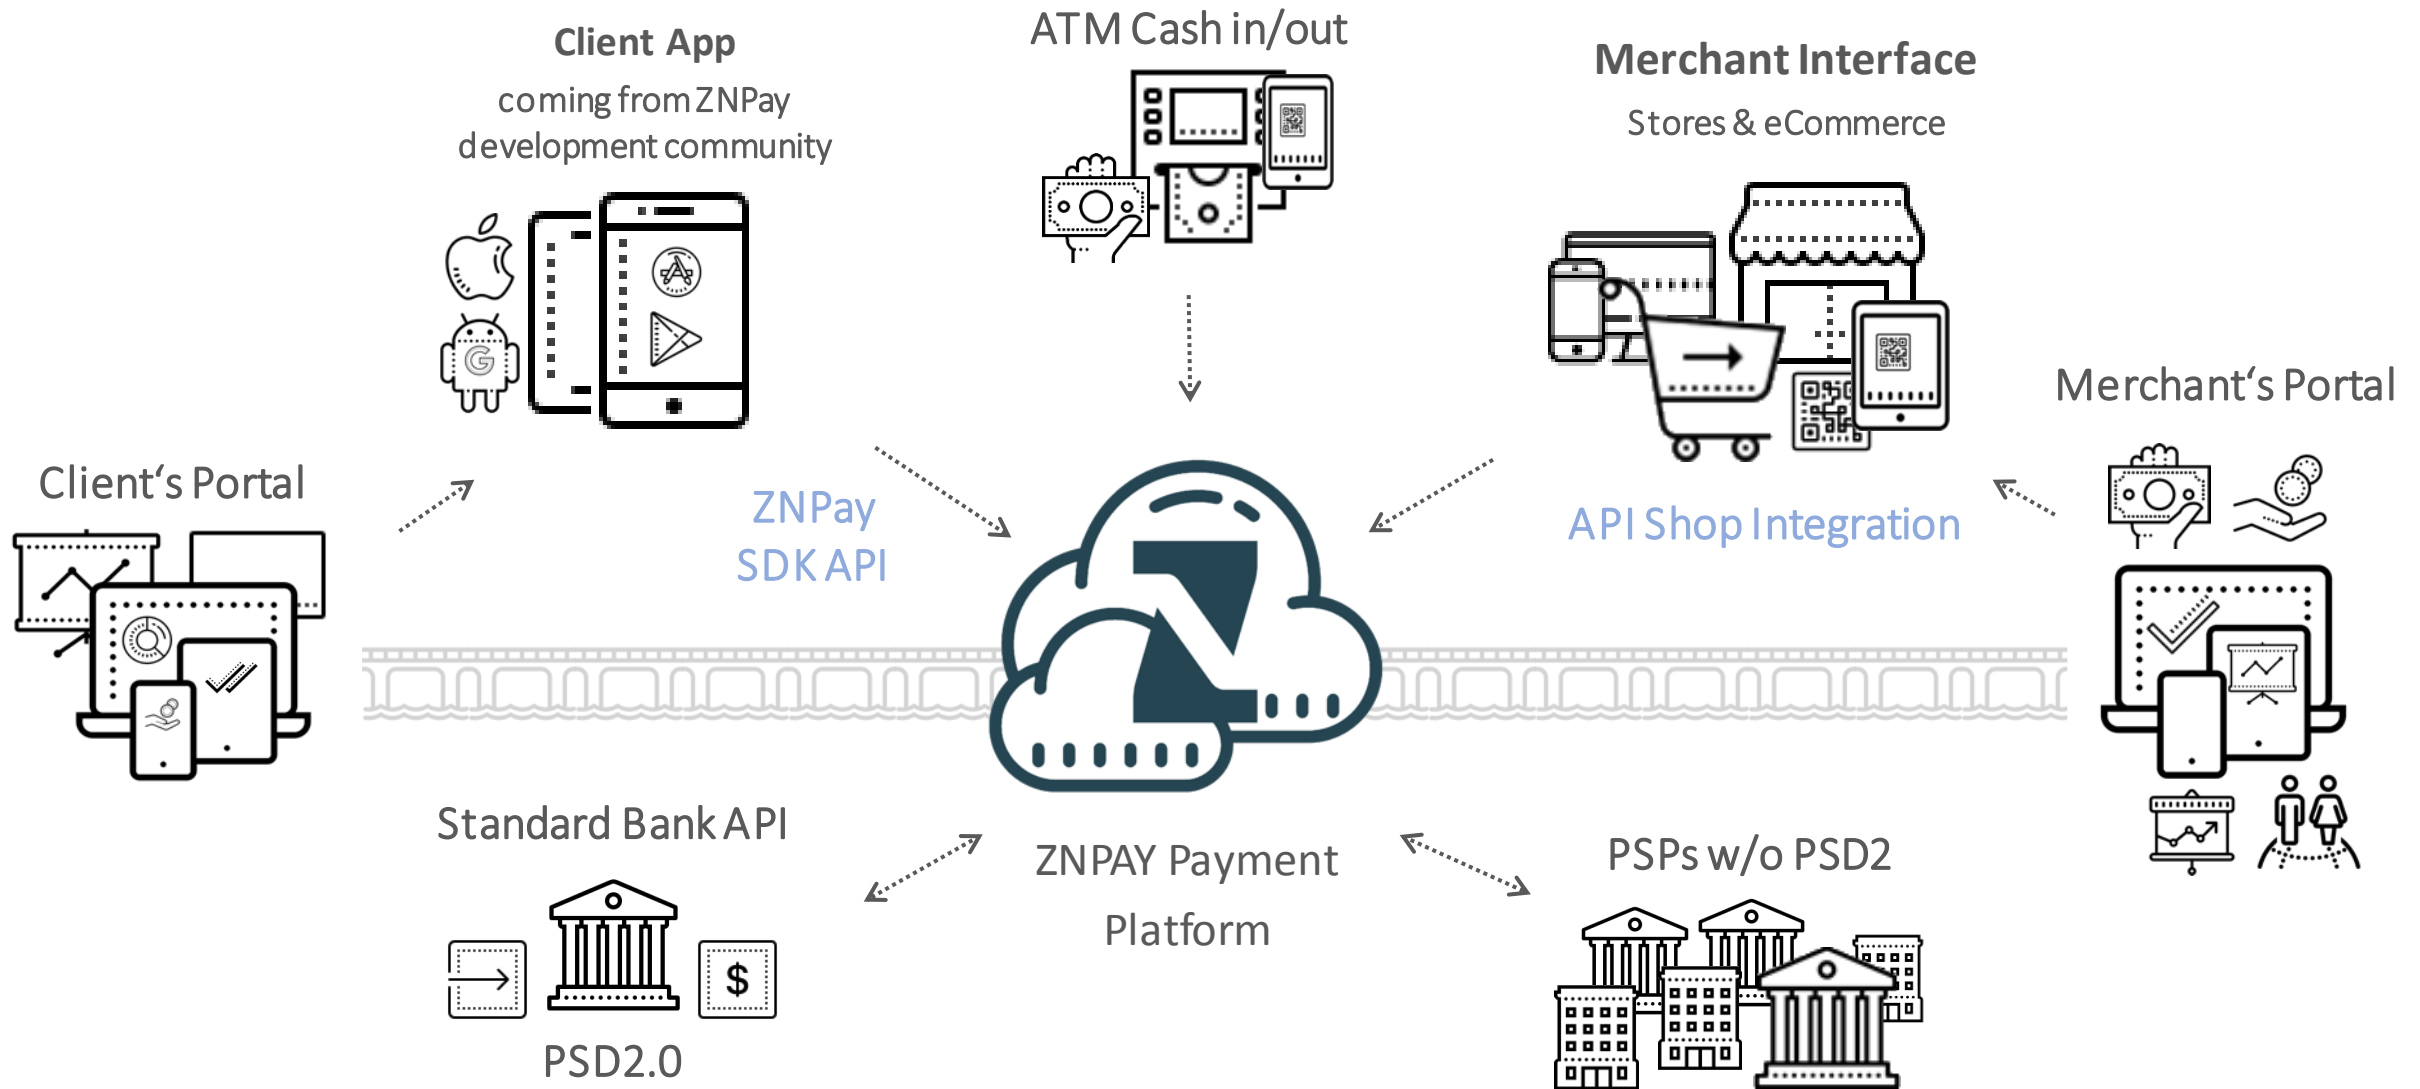 ATM Cash in/out
Client App
coming from ZNPay
development community
Merchant Interface
Stores & eCommerce
Merchant‘s Portal
Client‘s Portal
ZNPay
SDK API
API Shop Integration
Standard Bank API
$
PSD2.0
ZNPAY Payment
Platform
PSPs w/o PSD2
G
Z